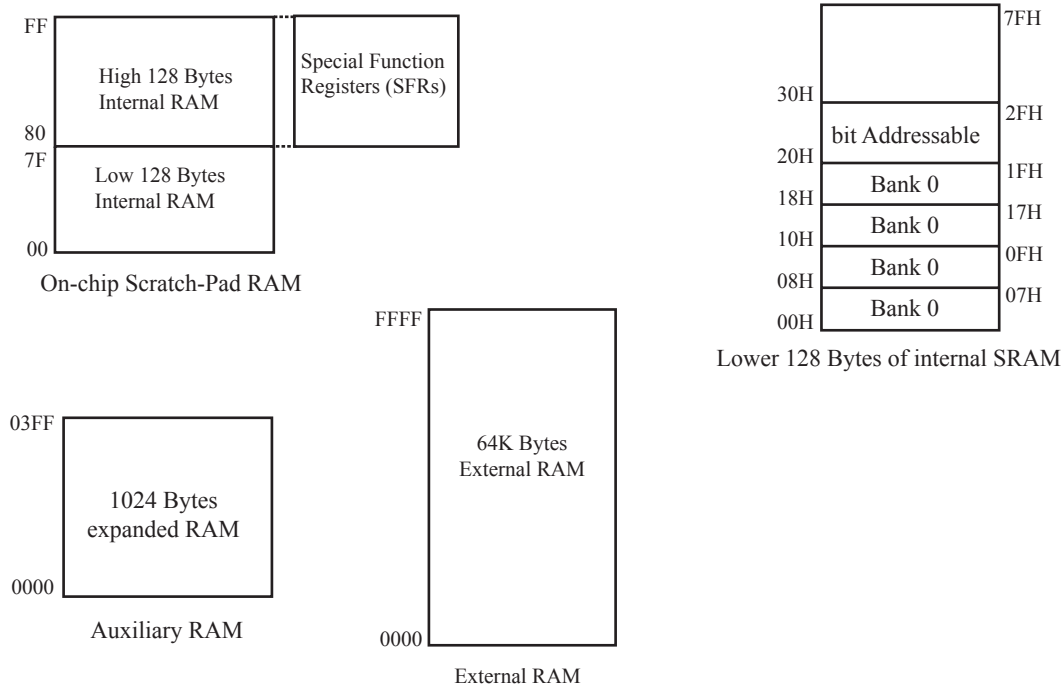 FF
High 128 Bytes
Internal RAM
80
7F
Low 128 Bytes
Internal RAM
00
On-chip Scratch-Pad RAM
Special Function
Registers (SFRs)
7FH
30H
2FH
bit Addressable
20H
1FH
Bank 0
18H
17H
Bank 0
10H
0FH
Bank 0
08H
07H
Bank 0
00H
Lower 128 Bytes of internal SRAM
03FF
1024 Bytes
expanded RAM
0000
Auxiliary RAM
FFFF
64K Bytes
External RAM
0000
External RAM